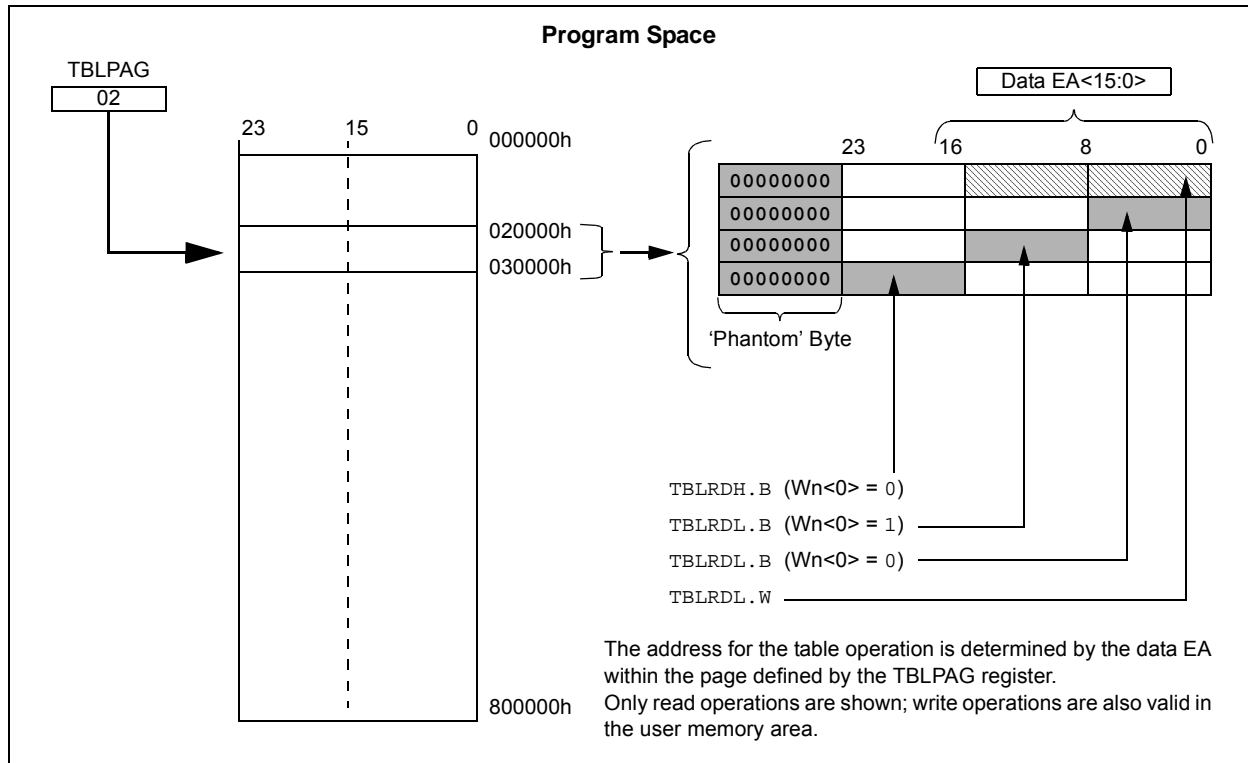 Program Space
TBLPAG
02
Data EA<15:0>
23 15 0
000000h
020000h
030000h
800000h
23 16 8 0
00000000
00000000
00000000
00000000
‘Phantom’ Byte
TBLRDH.B (Wn<0> = 0)
TBLRDL.B (Wn<0> = 1)
TBLRDL.B (Wn<0> = 0)
TBLRDL.W
The address for the table operation is determined by the data EA
within the page defined by the TBLPAG register.
Only read operations are shown; write operations are also valid in
the user memory area.